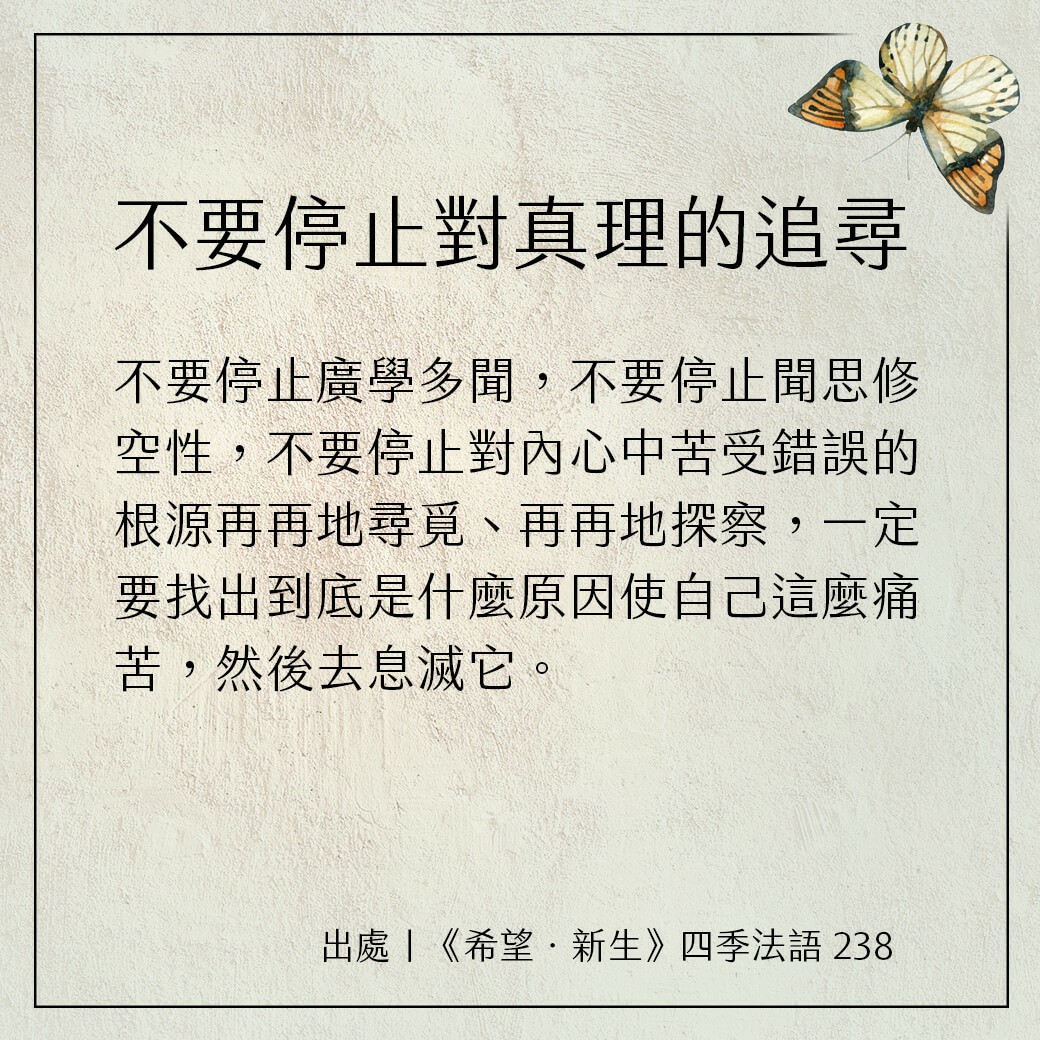 不要停止對真理的追尋
不要停止廣學多聞，不要停止聞思修
空性，不要停止對內心中苦受錯誤的
根源再再地尋覓、再再地探察，一定
要找出到底是什麼原因使自己這麼痛
苦，然後去息滅它。
出處｜《希望．新生》四季法語 238